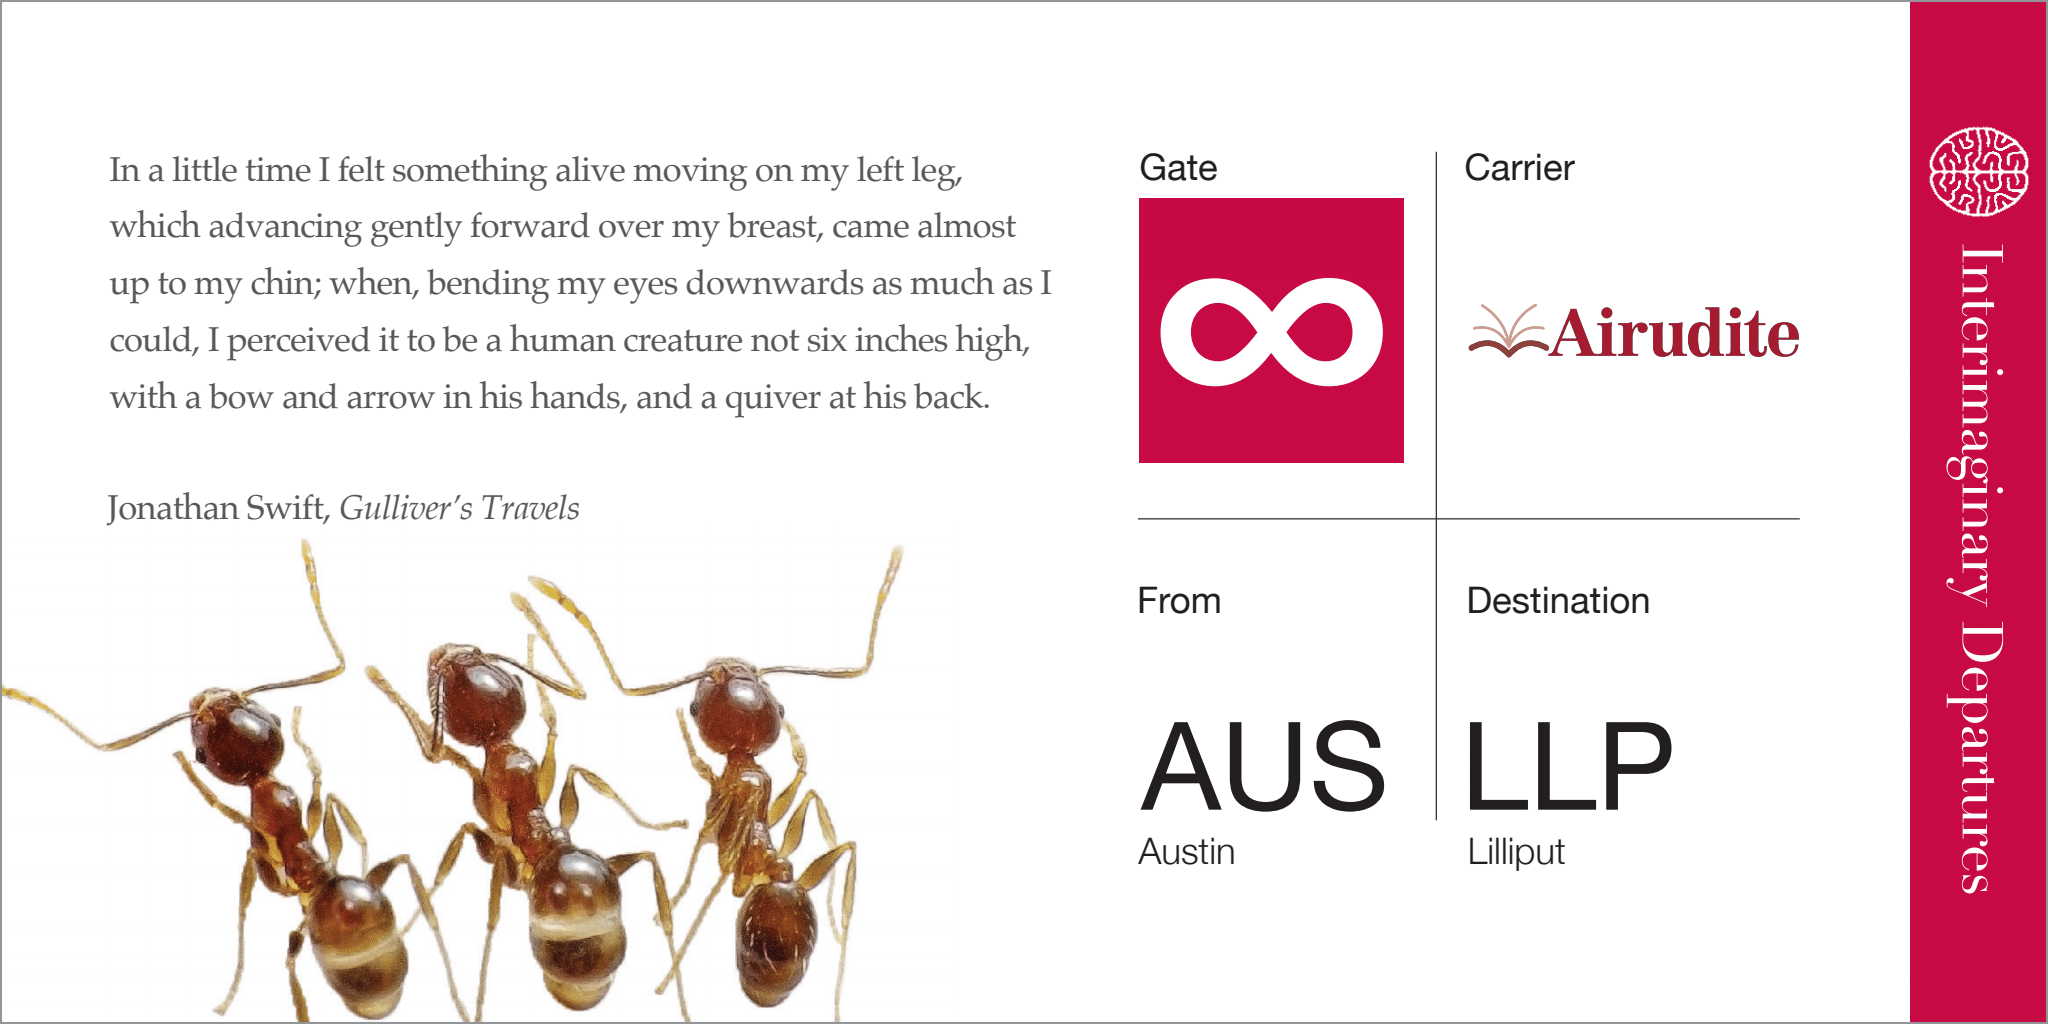 In a little time I felt something alive moving on my left leg,
which advancing gently forward over my breast, came almost
up to my chin; when, bending my eyes downwards as much as I
could, I perceived it to be a human creature not six inches high,
with a bow and arrow in his hands, and a quiver at his back.
Jonathan Swift, Gulliver’s Travels
Gate
∞
Carrier
Airudite
From
AUS
Austin
Destination
LLP
Lilliput
Interimaginary Departures